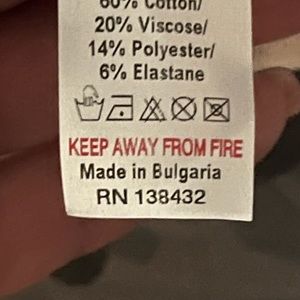 60% Cotton/
20% Viscose/
14% Polyester/
6% Elastane
KEEP AWAY FROM FIRE
Made in Bulgaria
RN 138432